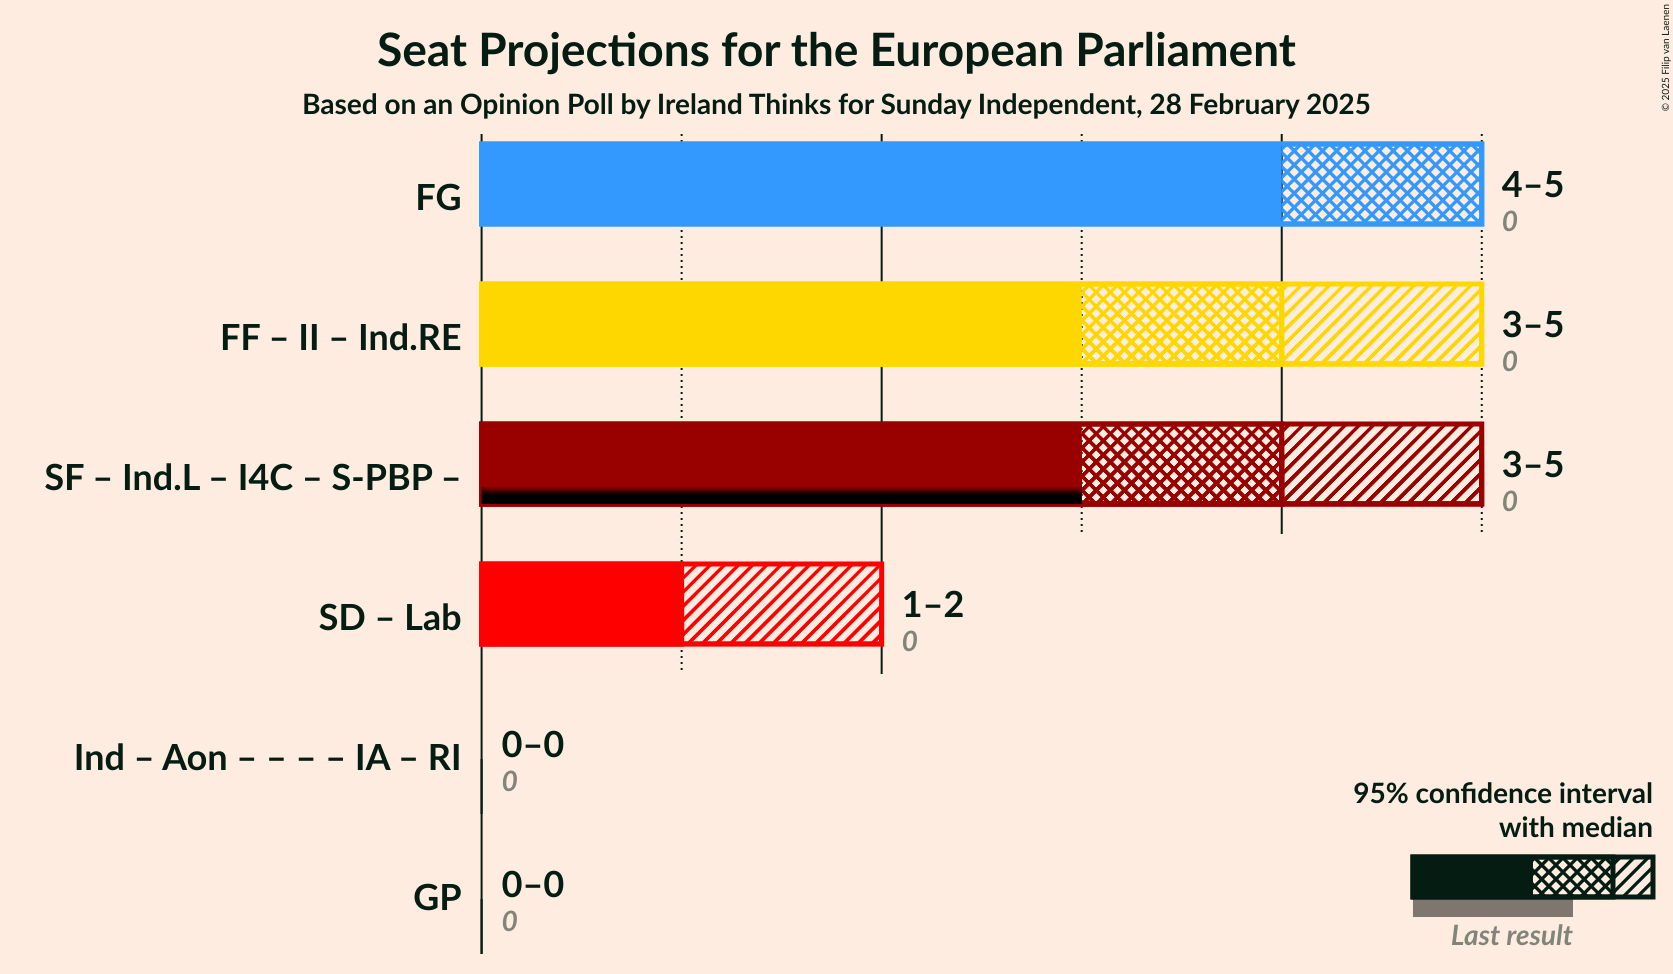 Seat Projections for the European Parliament
Based on an Opinion Poll by Ireland Thinks for Sunday Independent, 28 February 2025
© 2025 Filip van Laenen
FG
4–5
0
FF – II – Ind.RE
3–5
0
SF – Ind.L – I4C – S-PBP –
3–5
0
SD – Lab
1–2
0
Ind – Aon – – – – IA – RI
0–0
0
GP
0–0
0
95% confidence interval
with median
Last result